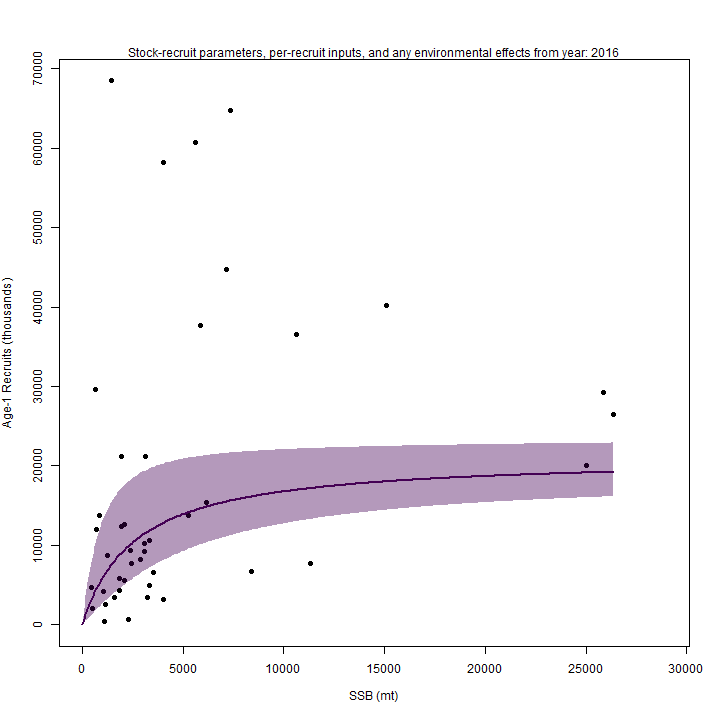 Stock-recruit parameters, per-recruit inputs, and any environmental effects from year: 2016
70000
60000
50000
40000
30000
20000
10000
0
Age-1 Recruits (thousands)
0 5000 10000 15000 20000 25000 30000
SSB (mt)